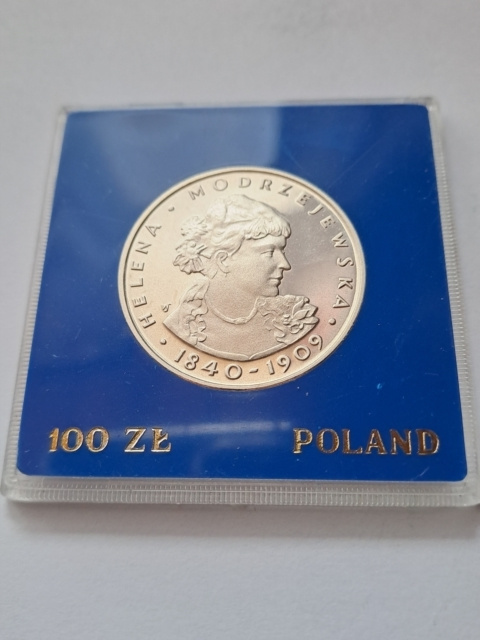 HELENA · MODRZEJEWSKA ·
· 1840-1909 ·
100 ZŁ
POLAND